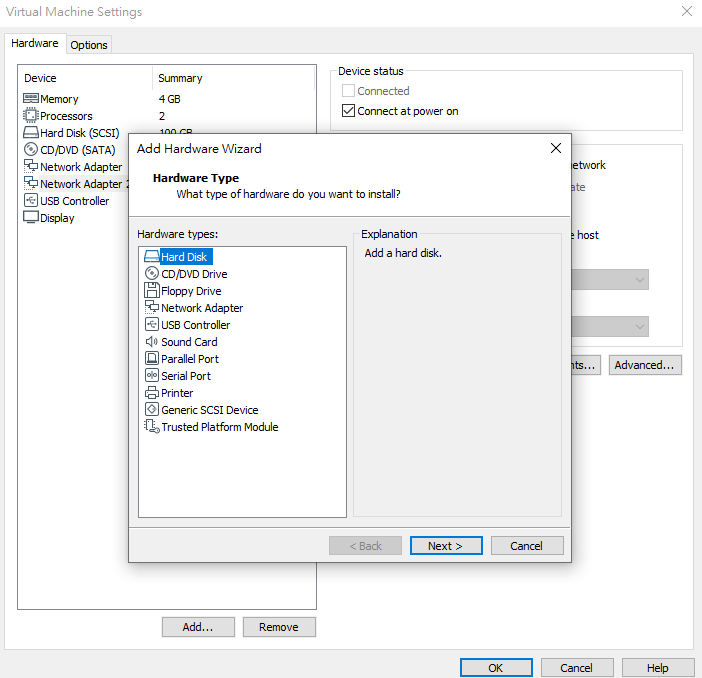 Virtual Machine Settings
Hardware
Options
Device Summary
Memory 4 GB
Processors 2
Hard Disk (SCSI) 100 GB
CD/DVD (SATA)
Network Adapter
Network Adapter 2
USB Controller
Display
Device status
Connected
Connect at power on
Add Hardware Wizard
Hardware Type
What type of hardware do you want to install?
Hardware types:
Hard Disk
CD/DVD Drive
Floppy Drive
Network Adapter
USB Controller
Sound Card
Parallel Port
Serial Port
Printer
Generic SCSI Device
Trusted Platform Module
Explanation
Add a hard disk.
< Back Next > Cancel
etwork
ate
e host
nts... Advanced...
Add... Remove
OK Cancel Help